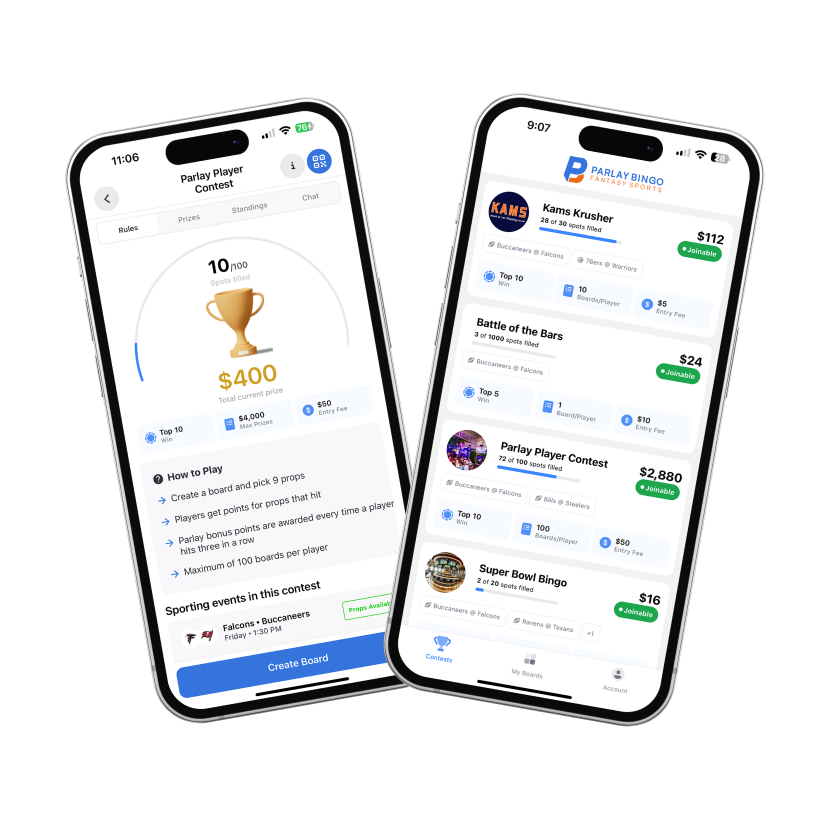 11:06
76
Parlay Player
Contest
i
Rules
Prizes
Standings
Chat
10/100
Spots filled
$400
Total current prize
Top 10
Win
$4,000
Max Prizes
$50
Entry Fee
How to Play
Create a board and pick 9 props
Players get points for props that hit
Parlay bonus points are awarded every time a player
hits three in a row
Maximum of 100 boards per player
Sporting events in this contest
Falcons • Buccaneers
Friday • 1:30 PM
Props
Create Board
9:07
28
PARLAY BINGO
FANTASY SPORTS
KAMS
Kams Krusher
28 of 30 spots filled
$112
Joinable
Buccaneers @ Falcons
76ers @ Warriors
Top 10
Win
10
Boards/Player
$5
Entry Fee
Battle of the Bars
3 of 1000 spots filled
$24
Joinable
Buccaneers @ Falcons
Top 5
Win
1
Board/Player
$10
Entry Fee
Parlay Player Contest
72 of 100 spots filled
$2,880
Joinable
Buccaneers @ Falcons
Bills @ Steelers
Top 10
Win
100
Boards/Player
$50
Entry Fee
Super Bowl Bingo
2 of 20 spots filled
$16
Joinable
Buccaneers @ Falcons
Ravens @ Texans
+1
Contests
My Boards
Account